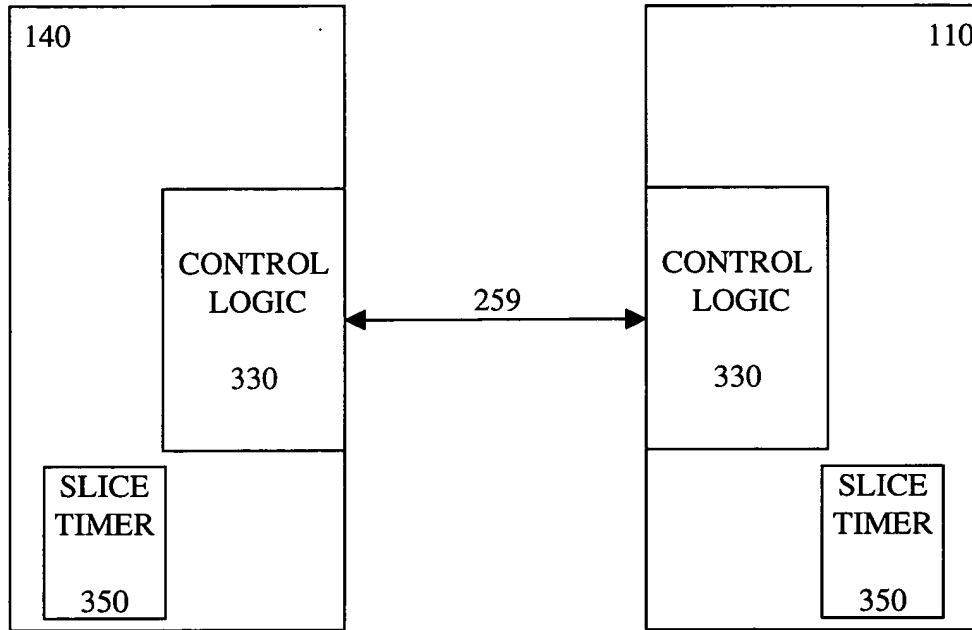 140
110
CONTROL
LOGIC
330
259
CONTROL
LOGIC
330
SLICE
TIMER
350
SLICE
TIMER
350